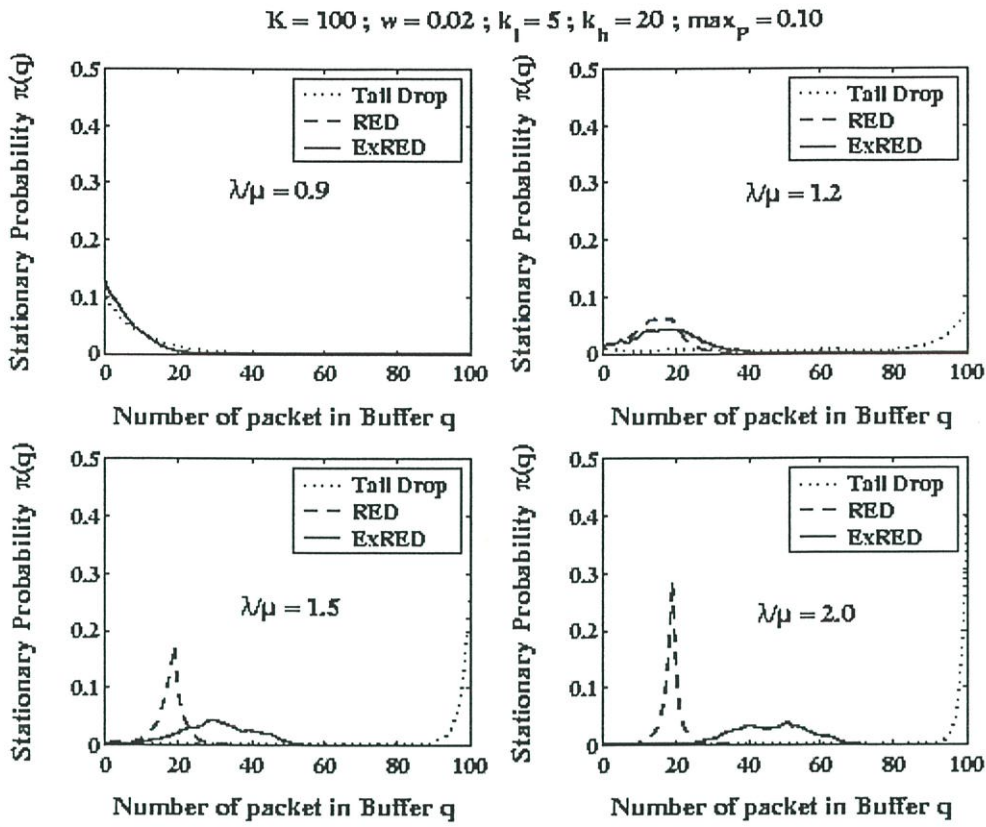 K = 100 ; w = 0.02 ; k_l = 5 ; k_h = 20 ; max_p = 0.10
Stationary Probability π(q)
0.5
0.4
0.3
0.2
0.1
0
Tail Drop
RED
ExRED
λ/μ = 0.9
0 20 40 60 80 100
Number of packet in Buffer q
Stationary Probability π(q)
0.5
0.4
0.3
0.2
0.1
0
Tail Drop
RED
ExRED
λ/μ = 1.2
0 20 40 60 80 100
Number of packet in Buffer q
Stationary Probability π(q)
0.5
0.4
0.3
0.2
0.1
0
Tail Drop
RED
ExRED
λ/μ = 1.5
0 20 40 60 80 100
Number of packet in Buffer q
Stationary Probability π(q)
0.5
0.4
0.3
0.2
0.1
0
Tail Drop
RED
ExRED
λ/μ = 2.0
0 20 40 60 80 100
Number of packet in Buffer q